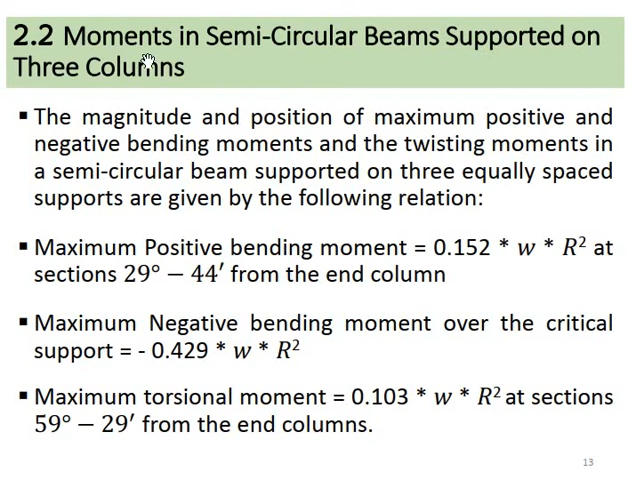 2.2 Moments in Semi-Circular Beams Supported on
Three Columns
▪ The magnitude and position of maximum positive and
negative bending moments and the twisting moments in
a semi-circular beam supported on three equally spaced
supports are given by the following relation:
▪ Maximum Positive bending moment = 0.152 * w * R² at
sections 29° − 44′ from the end column
▪ Maximum Negative bending moment over the critical
support = - 0.429 * w * R²
▪ Maximum torsional moment = 0.103 * w * R² at sections
59° − 29′ from the end columns.
13